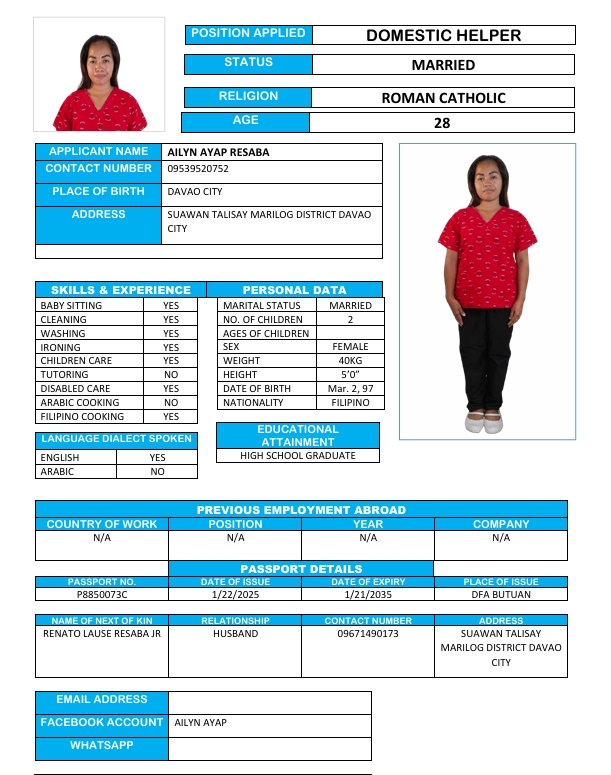 POSITION APPLIED DOMESTIC HELPER
STATUS MARRIED
RELIGION ROMAN CATHOLIC
AGE 28
APPLICANT NAME AILYN AYAP RESABA
CONTACT NUMBER 09539520752
PLACE OF BIRTH DAVAO CITY
ADDRESS SUAWAN TALISAY MARILOG DISTRICT DAVAO
CITY
SKILLS & EXPERIENCE
BABY SITTING YES
CLEANING YES
WASHING YES
IRONING YES
CHILDREN CARE YES
TUTORING NO
DISABLED CARE YES
ARABIC COOKING NO
FILIPINO COOKING YES
LANGUAGE DIALECT SPOKEN
ENGLISH YES
ARABIC NO
PERSONAL DATA
MARITAL STATUS MARRIED
NO. OF CHILDREN 2
AGES OF CHILDREN
SEX FEMALE
WEIGHT 40KG
HEIGHT 5’0”
DATE OF BIRTH Mar. 2, 97
NATIONALITY FILIPINO
EDUCATIONAL
ATTAINMENT
HIGH SCHOOL GRADUATE
PREVIOUS EMPLOYMENT ABROAD
COUNTRY OF WORK POSITION YEAR COMPANY
N/A N/A N/A N/A
PASSPORT DETAILS
PASSPORT NO. DATE OF ISSUE DATE OF EXPIRY PLACE OF ISSUE
P8850073C 1/22/2025 1/21/2035 DFA BUTUAN
NAME OF NEXT OF KIN RELATIONSHIP CONTACT NUMBER ADDRESS
RENATO LAUSE RESABA JR HUSBAND 09671490173 SUAWAN TALISAY
MARILOG DISTRICT DAVAO
CITY
EMAIL ADDRESS
FACEBOOK ACCOUNT AILYN AYAP
WHATSAPP